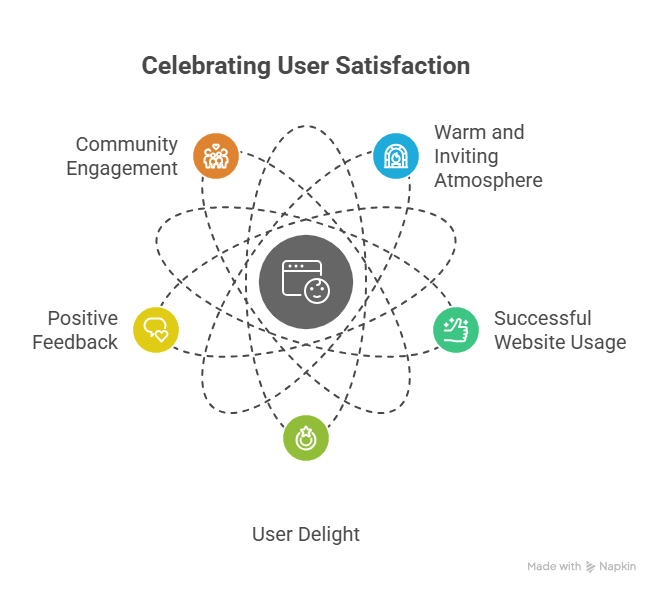 Celebrating User Satisfaction
Community
Engagement
Warm and
Inviting
Atmosphere
Positive
Feedback
Successful
Website Usage
User Delight
Made with Napkin